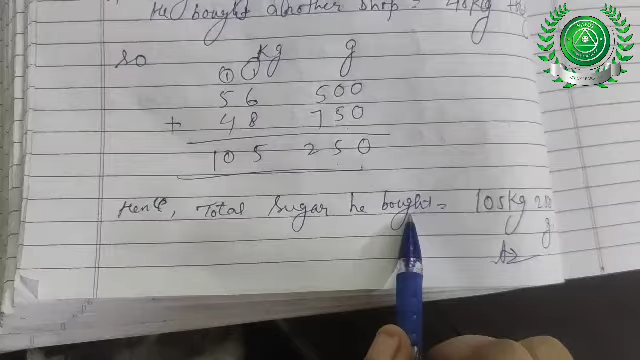 He bought another shop = 48kg
so kg g
① ①
56 500
+ 48 750
105 250
Hence, Total Sugar he bought = 105kg 250
g